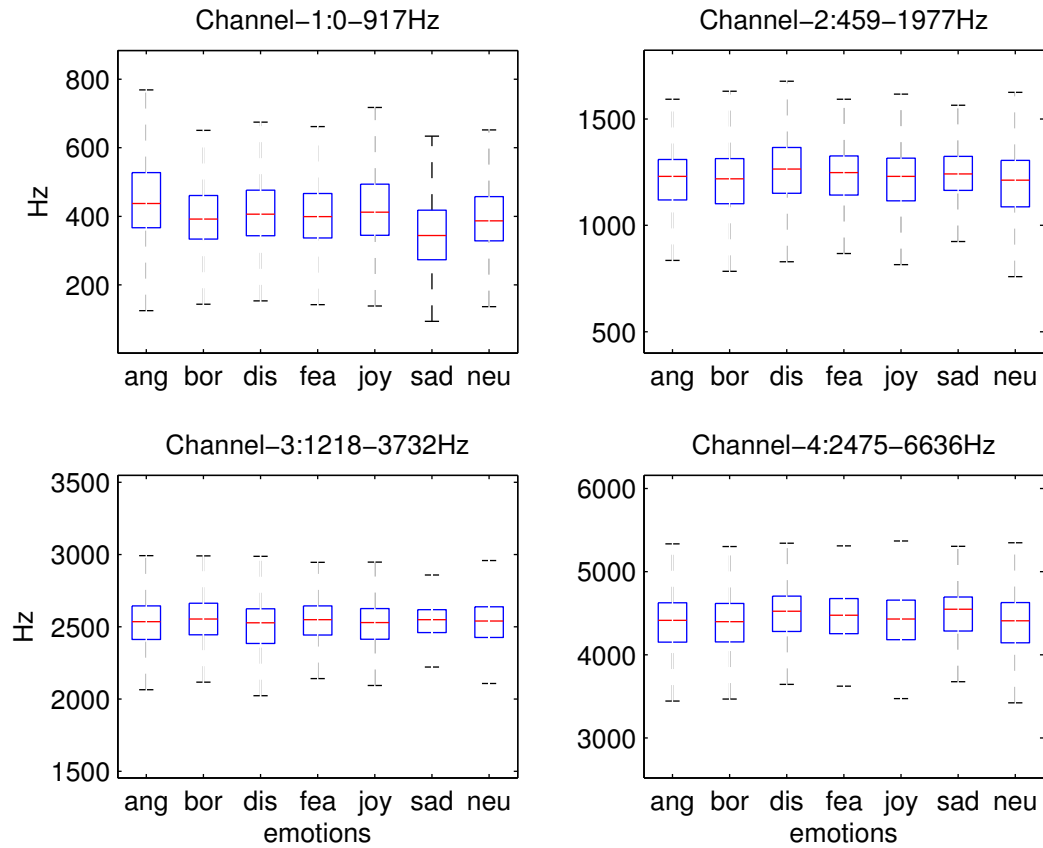 Channel−1:0−917Hz
800
600
400
200
Hz
ang bor dis fea joy sad neu
Channel−2:459−1977Hz
1500
1000
500
ang bor dis fea joy sad neu
Channel−3:1218−3732Hz
3500
3000
2500
2000
1500
Hz
ang bor dis fea joy sad neu
emotions
Channel−4:2475−6636Hz
6000
5000
4000
3000
ang bor dis fea joy sad neu
emotions